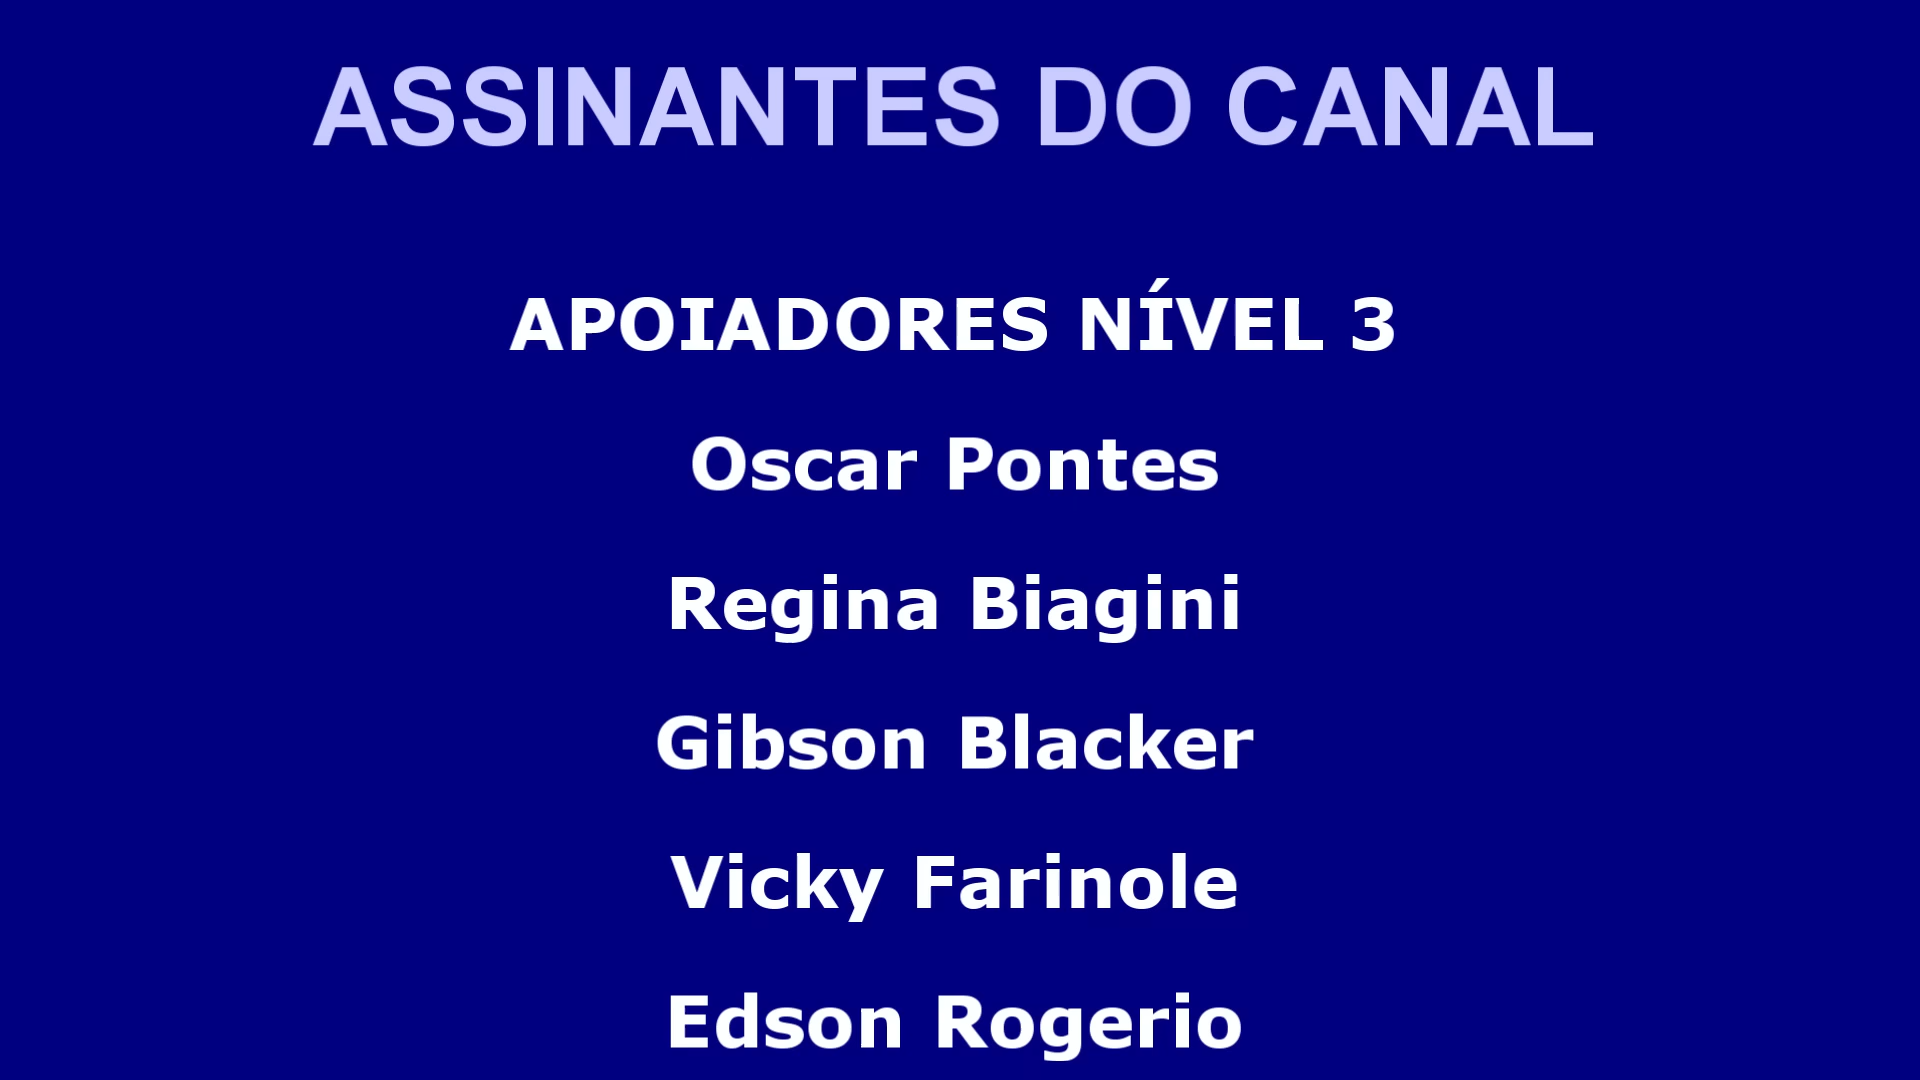 ASSINANTES DO CANAL
APOIADORES NÍVEL 3
Oscar Pontes
Regina Biagini
Gibson Blacker
Vicky Farinole
Edson Rogerio